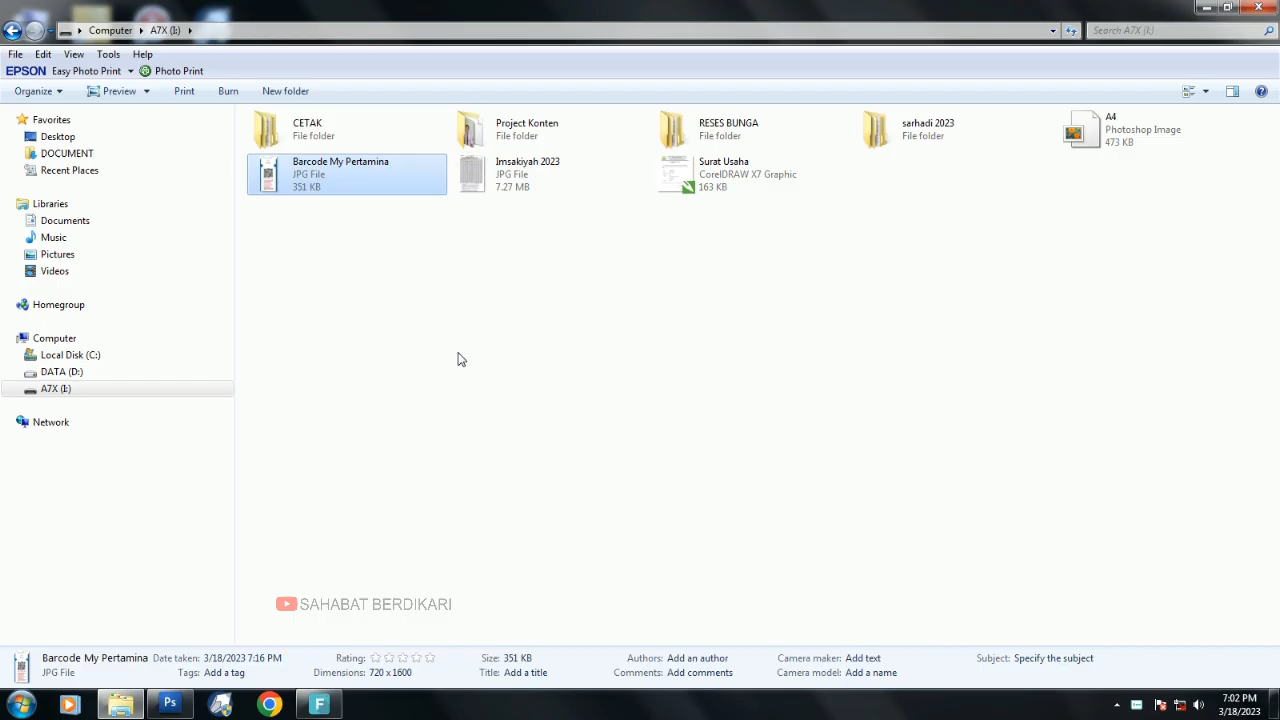 Computer A7X (I:)
Search A7X (I:)
File Edit View Tools Help
EPSON Easy Photo Print Photo Print
Organize Preview Print Burn New folder
Favorites
Desktop
DOCUMENT
Recent Places
Libraries
Documents
Music
Pictures
Videos
Homegroup
Computer
Local Disk (C:)
DATA (D:)
A7X (I:)
Network
CETAK
File folder
Project Konten
File folder
RESES BUNGA
File folder
sarhadi 2023
File folder
A4
Photoshop Image
473 KB
Barcode My Pertamina
JPG File
351 KB
Imsakiyah 2023
JPG File
7.27 MB
Surat Usaha
CorelDRAW X7 Graphic
163 KB
SAHABAT BERDIKARI
Barcode My Pertamina Date taken: 3/18/2023 7:16 PM Rating: Size: 351 KB Authors: Add an author Camera maker: Add text Subject: Specify the subject
JPG File Tags: Add a tag Dimensions: 720 x 1600 Title: Add a title Comments: Add comments Camera model: Add a name
Ps
F
7:02 PM
3/18/2023